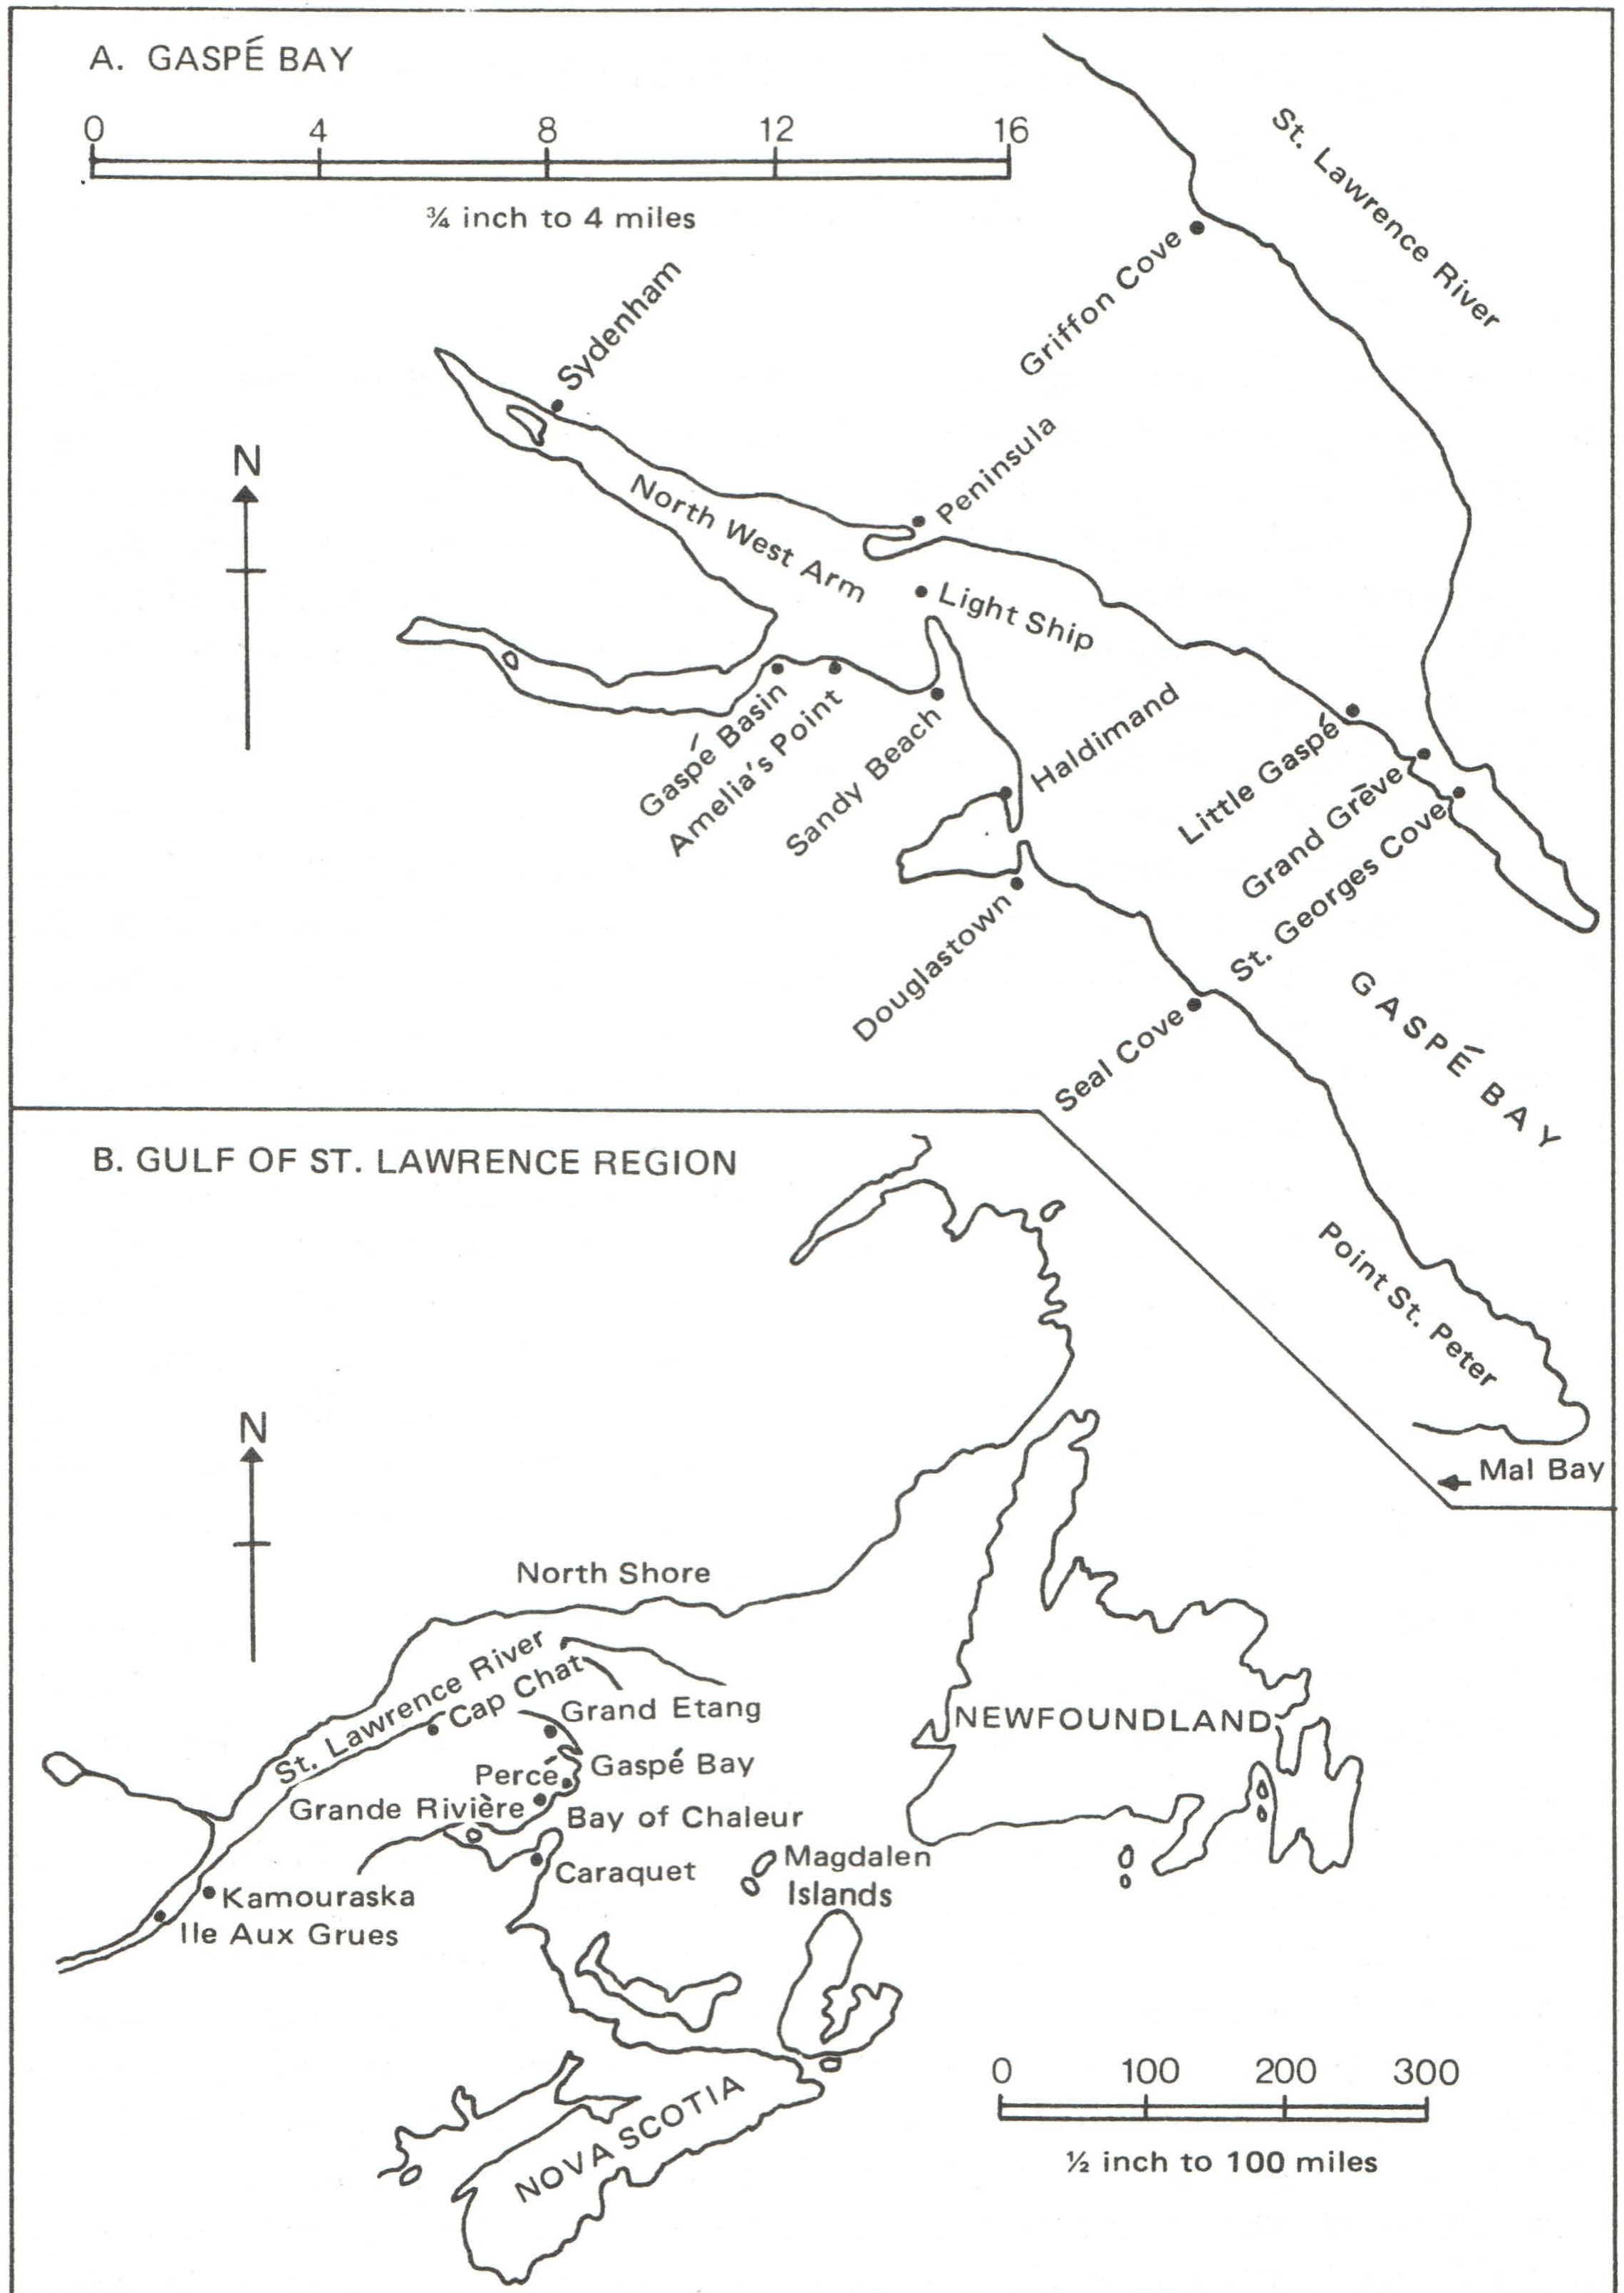 A. GASPÉ BAY
0 4 8 12 16
¾ inch to 4 miles
St. Lawrence River
Griffon Cove
Sydenham
N
Peninsula
North West Arm
Light Ship
Gaspé Basin
Amelia's Point
Sandy Beach
Haldimand
Little Gaspé
Grand Grēve
St. Georges Cove
Douglastown
Seal Cove
GASPÉ BAY
Point St. Peter
Mal Bay
B. GULF OF ST. LAWRENCE REGION
N
North Shore
St. Lawrence River
Cap Chat
Grand Etang
NEWFOUNDLAND
Percé
Gaspé Bay
Grande Rivière
Bay of Chaleur
Caraquet
Magdalen
Islands
Kamouraska
Ile Aux Grues
NOVA SCOTIA
0 100 200 300
½ inch to 100 miles